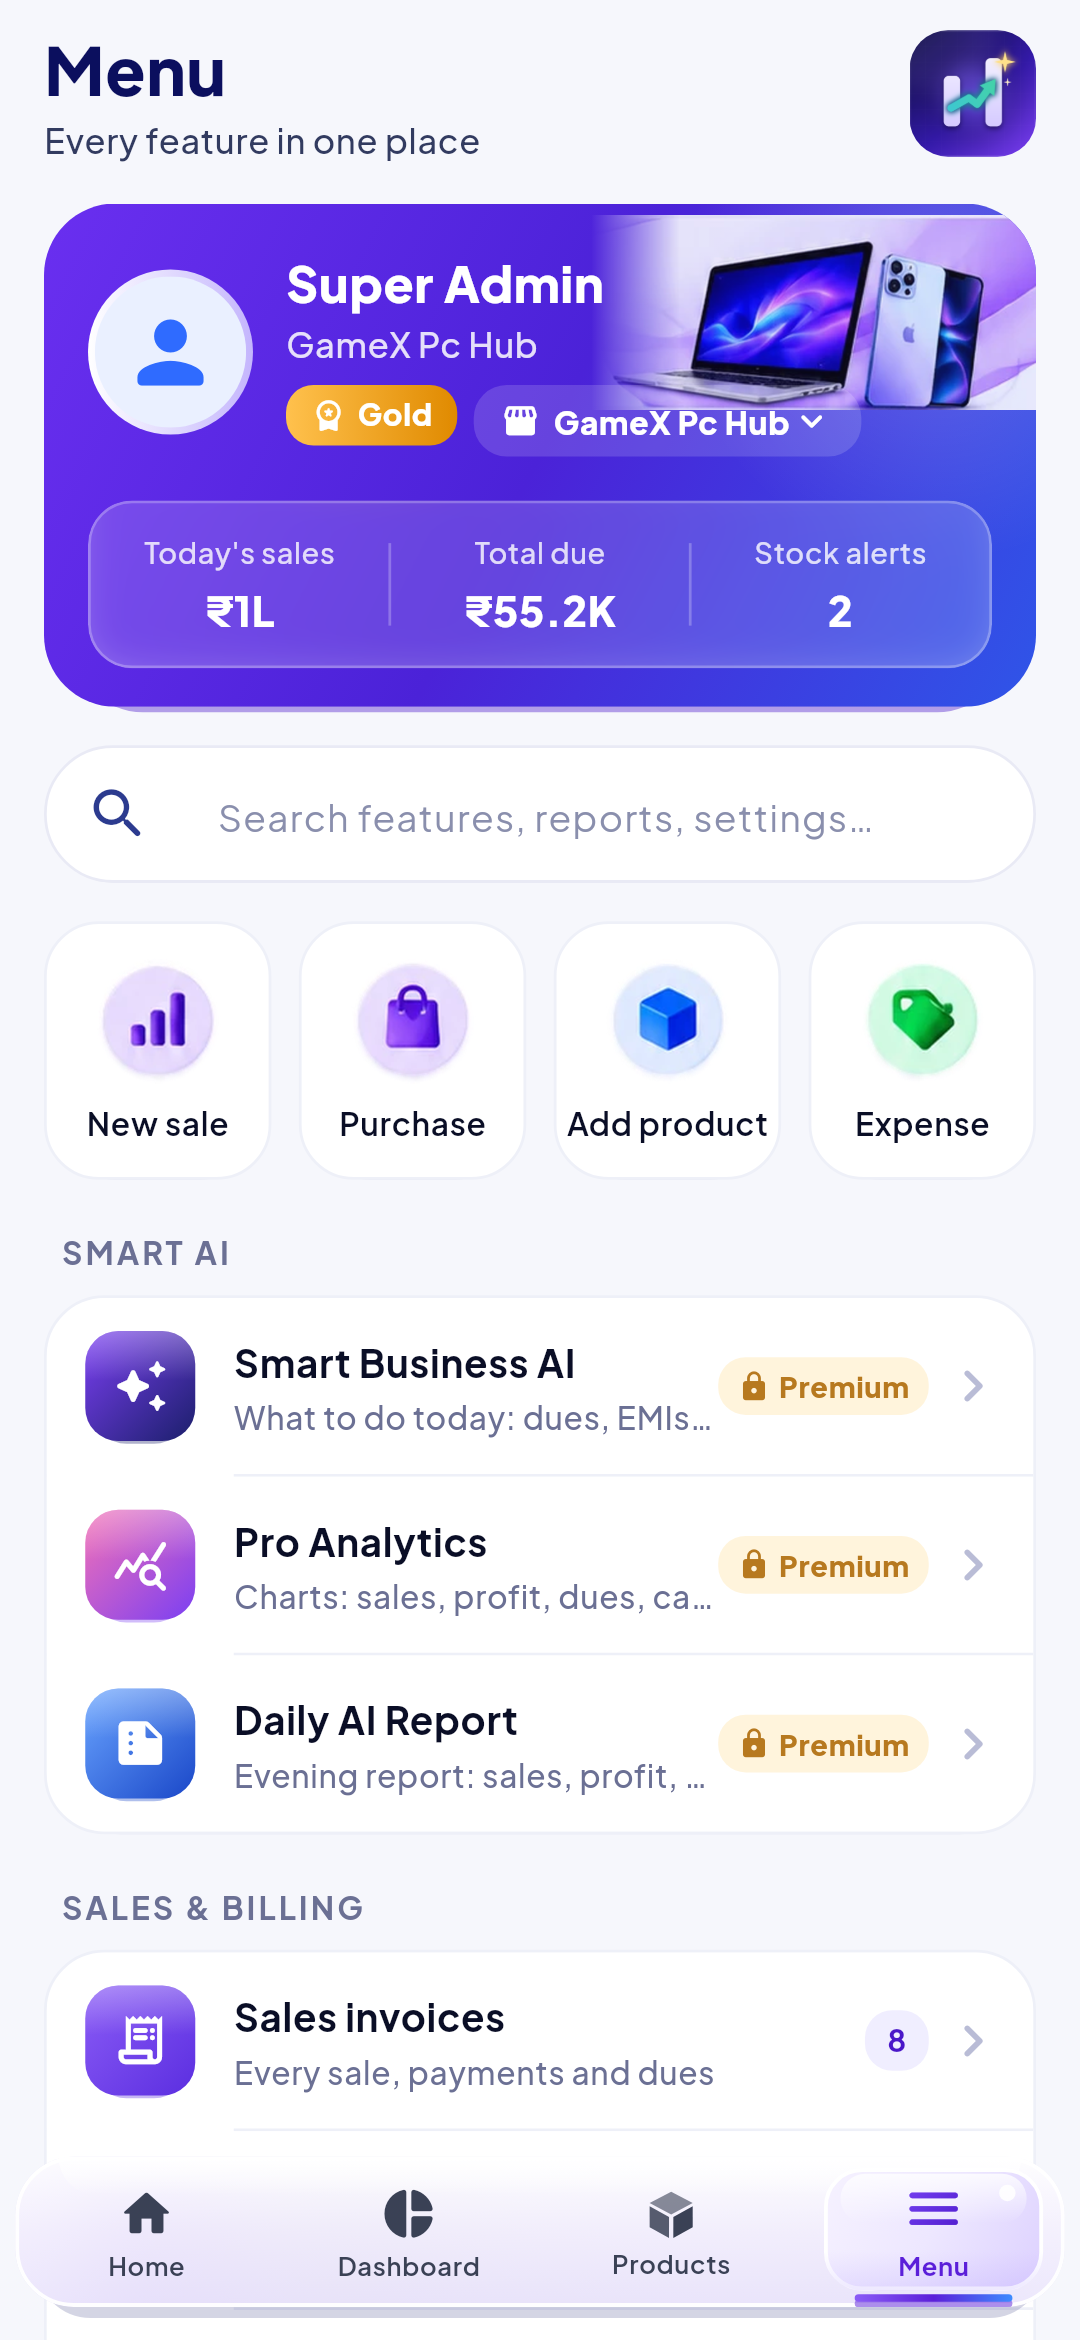 Menu
Every feature in one place
Super Admin
GameX Pc Hub
Gold
GameX Pc Hub
Today's sales
Total due
Stock alerts
₹1L
₹55.2K
2
Search features, reports, settings...
New sale
Purchase
Add product
Expense
SMART AI
Smart Business AI
What to do today: dues, EMIs...
Premium
Pro Analytics
Charts: sales, profit, dues, ca...
Premium
Daily AI Report
Evening report: sales, profit, ...
Premium
SALES & BILLING
Sales invoices
Every sale, payments and dues
8
Home
Dashboard
Products
Menu